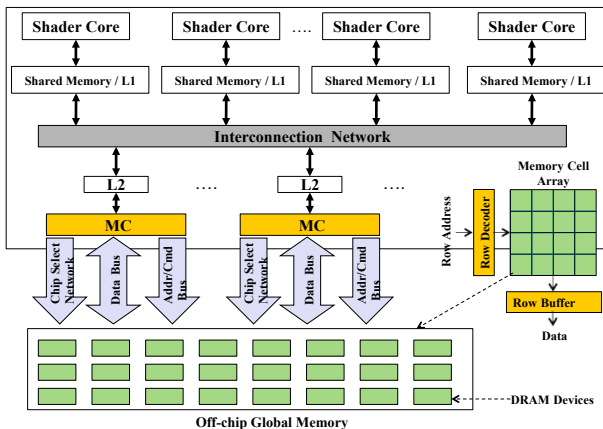 Shader Core
Shader Core
....
Shader Core
Shader Core
Shared Memory / L1
Shared Memory / L1
Shared Memory / L1
Shared Memory / L1
Interconnection Network
L2
....
L2
....
MC
MC
Chip Select
Network
Data Bus
Addr/Cmd
Bus
Chip Select
Network
Data Bus
Addr/Cmd
Bus
Memory Cell
Array
Row Address
Row Decoder
Row Buffer
Data
DRAM Devices
Off-chip Global Memory